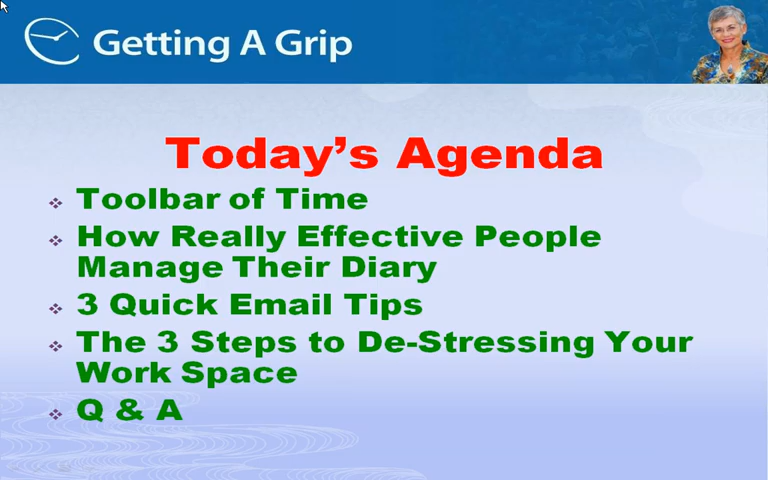 Getting A Grip
Today’s Agenda
Toolbar of Time
How Really Effective People
Manage Their Diary
3 Quick Email Tips
The 3 Steps to De-Stressing Your
Work Space
Q & A